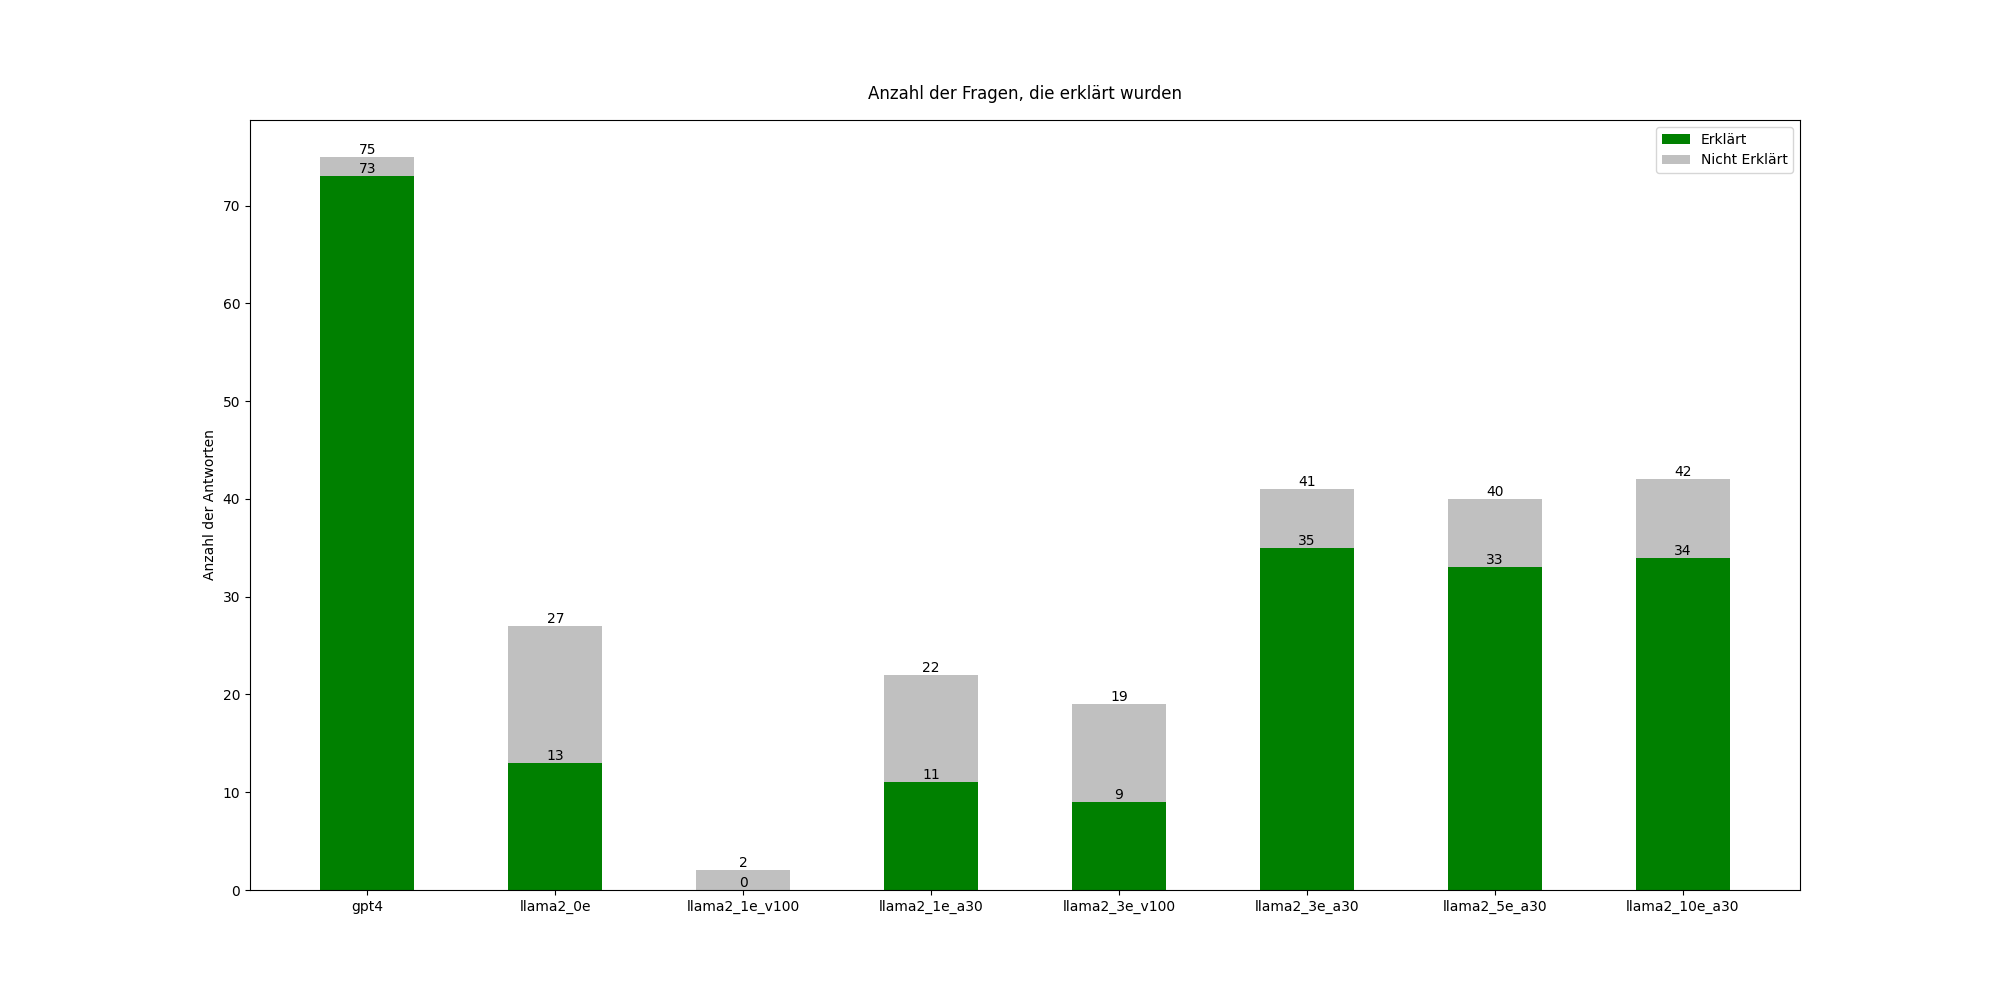 Anzahl der Fragen, die erklärt wurden
Erklärt
Nicht Erklärt
Anzahl der Antworten
70
60
50
40
30
20
10
0
75
73
27
13
2
0
22
11
19
9
41
35
40
33
42
34
gpt4
llama2_0e
llama2_1e_v100
llama2_1e_a30
llama2_3e_v100
llama2_3e_a30
llama2_5e_a30
llama2_10e_a30